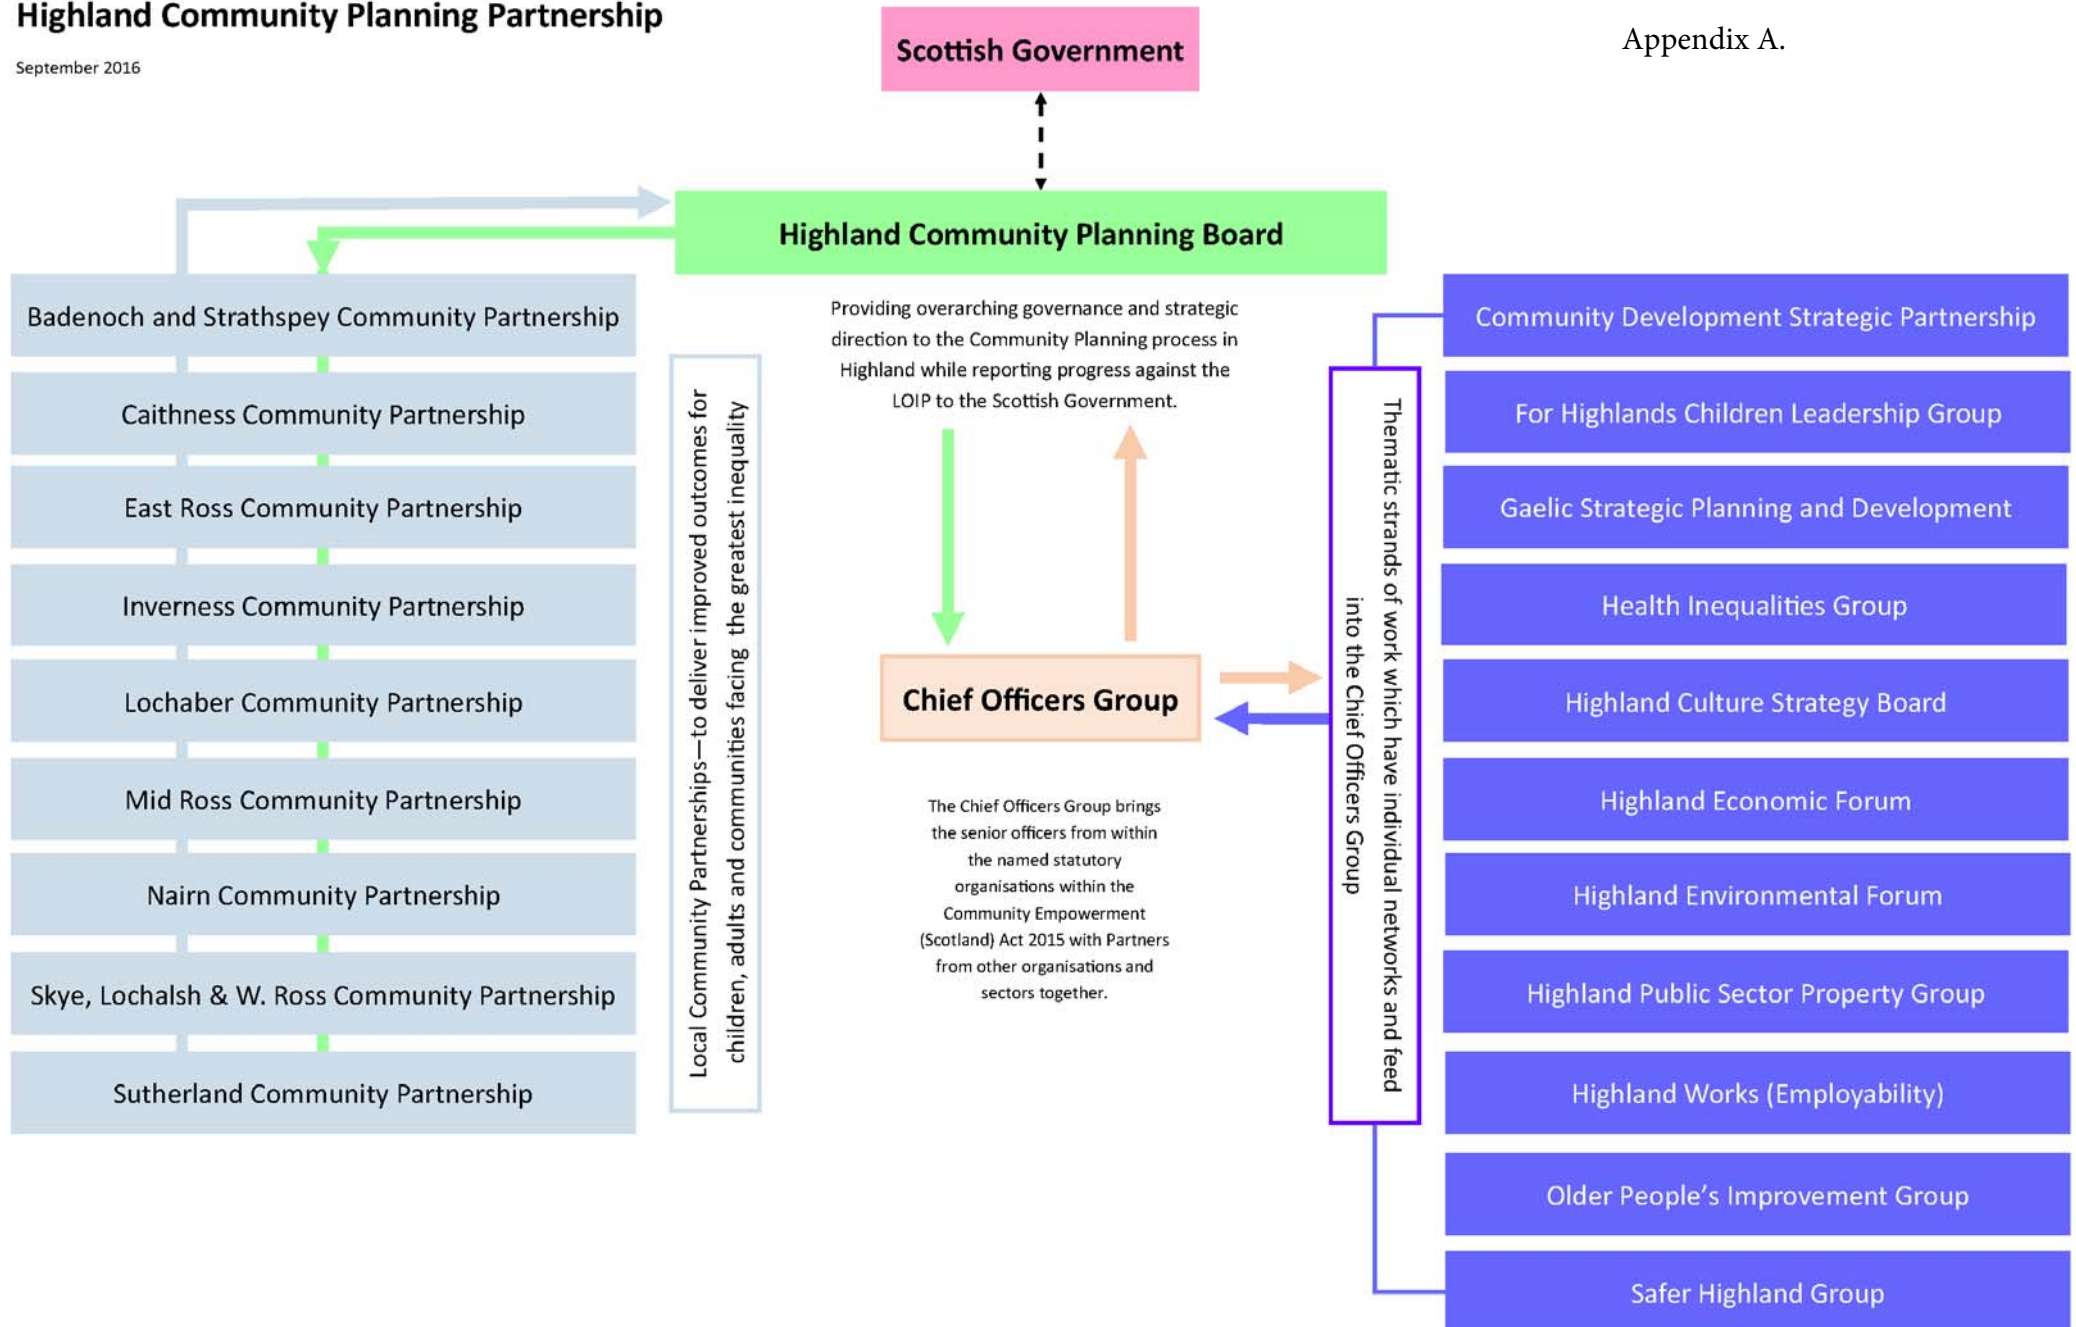 Highland Community Planning Partnership
September 2016
Appendix A.
Scottish Government
Highland Community Planning Board
Providing overarching governance and strategic
direction to the Community Planning process in
Highland while reporting progress against the
LOIP to the Scottish Government.
Badenoch and Strathspey Community Partnership
Caithness Community Partnership
East Ross Community Partnership
Inverness Community Partnership
Lochaber Community Partnership
Mid Ross Community Partnership
Nairn Community Partnership
Skye, Lochalsh & W. Ross Community Partnership
Sutherland Community Partnership
Local Community Partnerships—to deliver improved outcomes for
children, adults and communities facing the greatest inequality
Chief Officers Group
The Chief Officers Group brings
the senior officers from within
the named statutory
organisations within the
Community Empowerment
(Scotland) Act 2015 with Partners
from other organisations and
sectors together.
Thematic strands of work which have individual networks and feed
into the Chief Officers Group
Community Development Strategic Partnership
For Highlands Children Leadership Group
Gaelic Strategic Planning and Development
Health Inequalities Group
Highland Culture Strategy Board
Highland Economic Forum
Highland Environmental Forum
Highland Public Sector Property Group
Highland Works (Employability)
Older People’s Improvement Group
Safer Highland Group